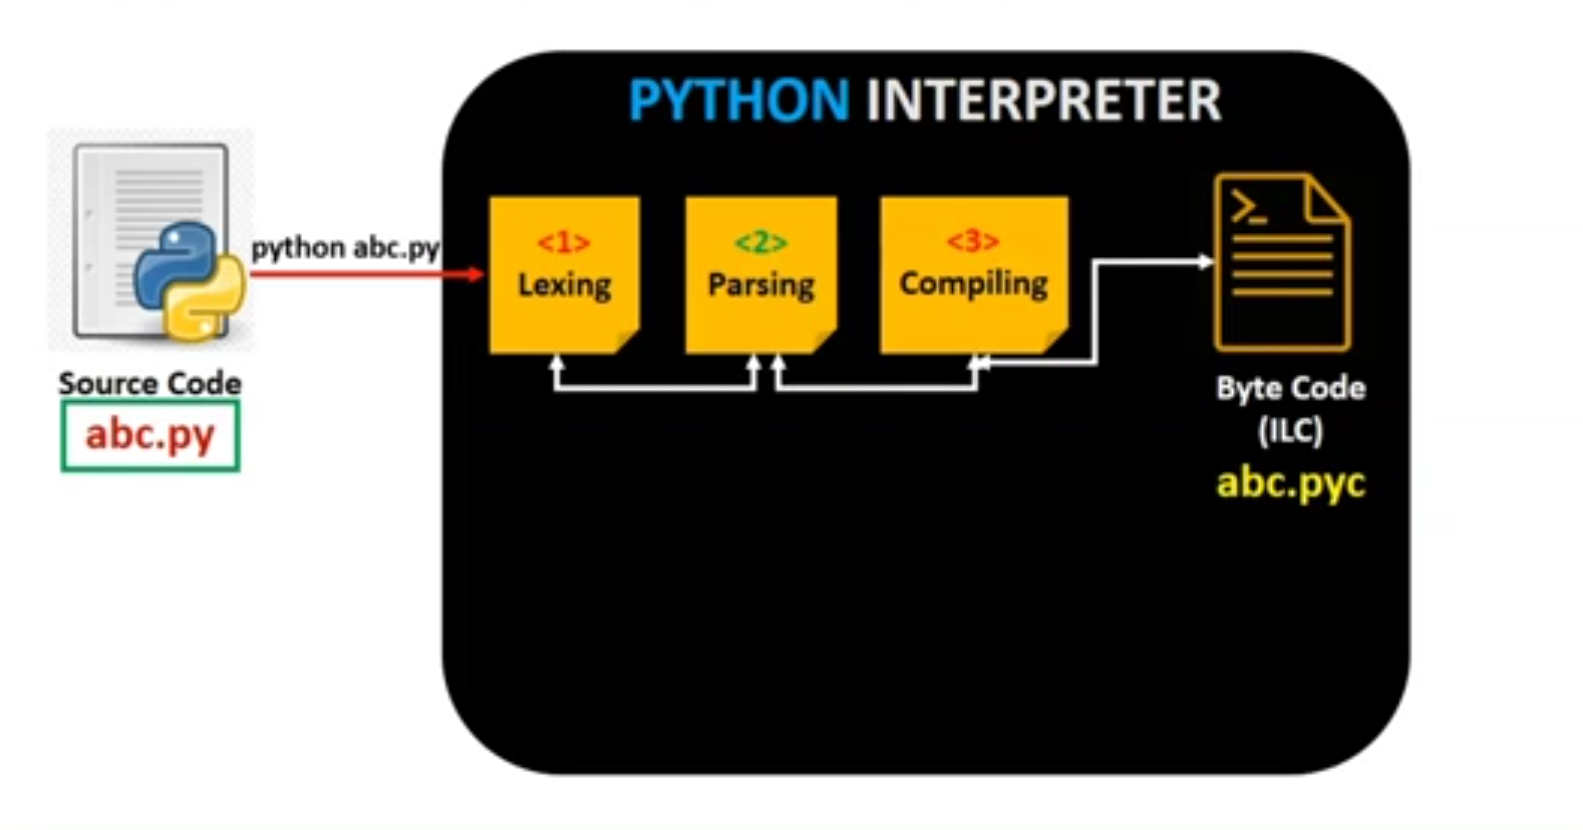 PYTHON INTERPRETER
python abc.py
<1>
Lexing
<2>
Parsing
<3>
Compiling
>_
Source Code
abc.py
Byte Code
(ILC)
abc.pyc